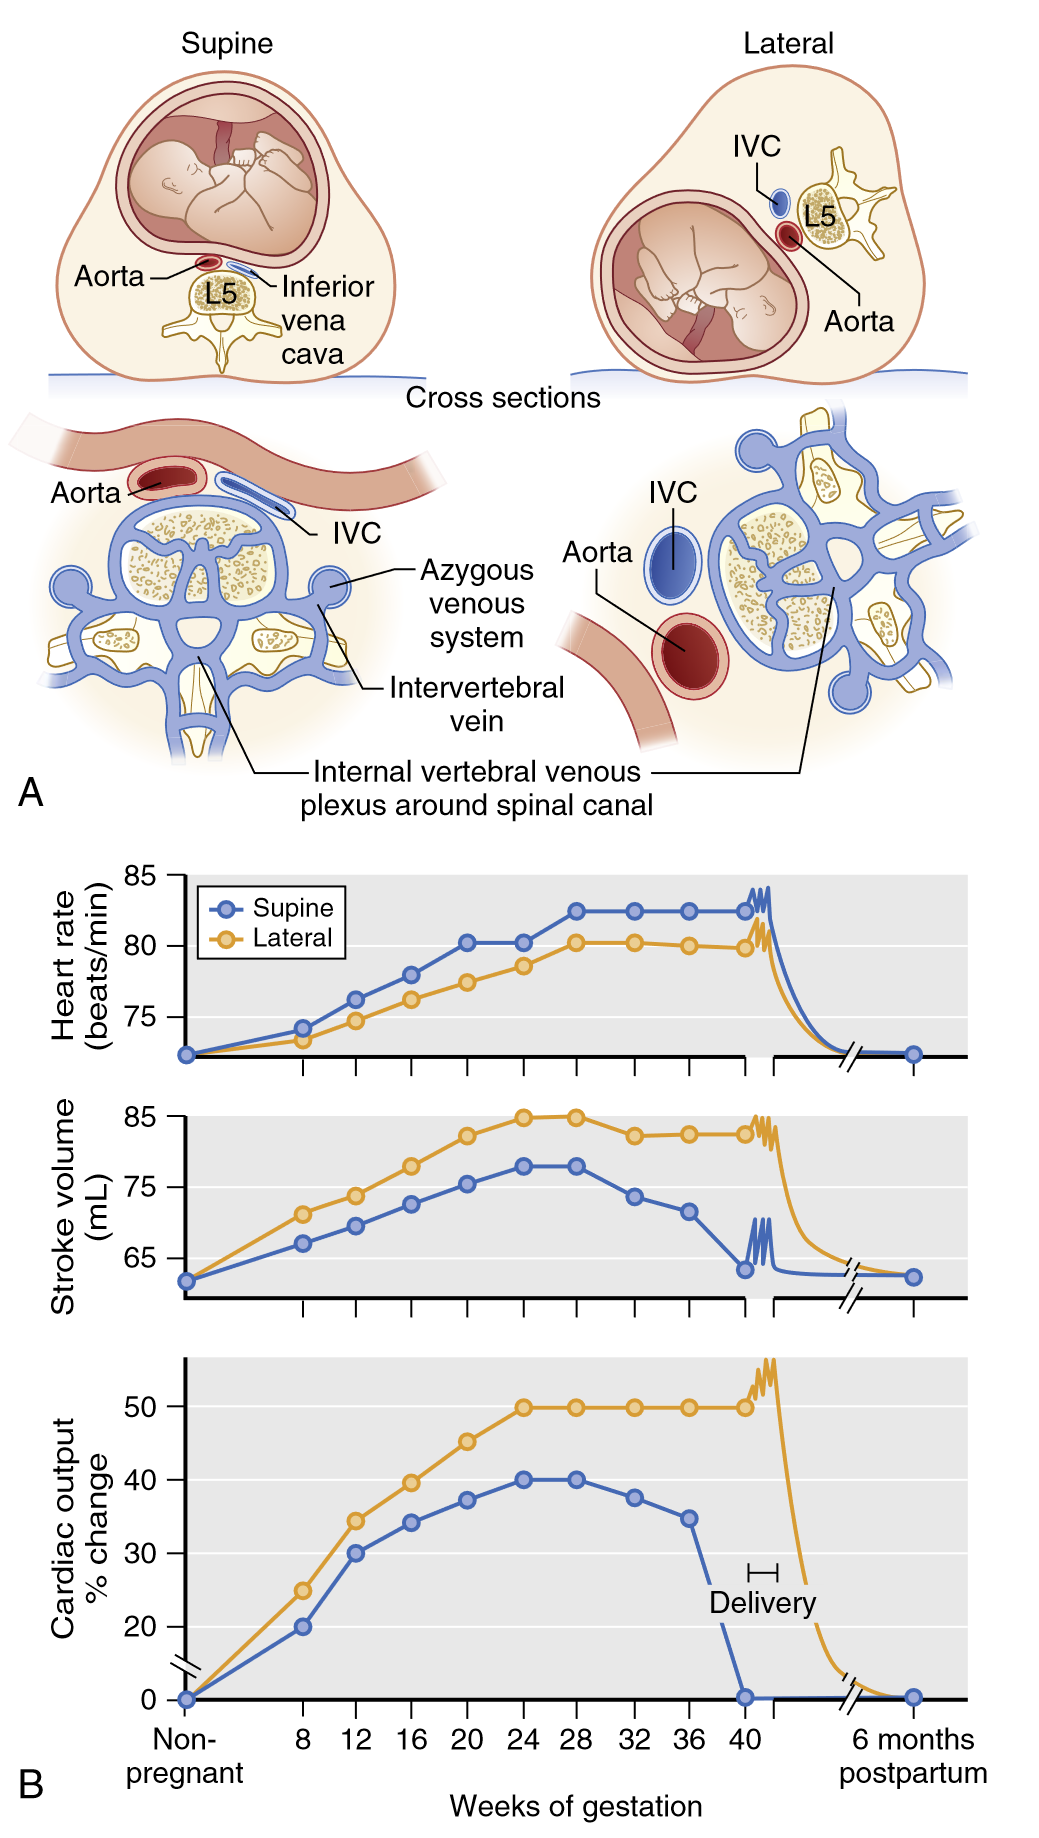 Supine
Lateral
IVC
L5
Aorta
Aorta
L5
Inferior
vena
cava
Cross sections
Aorta
IVC
Azygous
venous
system
Intervertebral
vein
IVC
Aorta
Internal vertebral venous
plexus around spinal canal
A
Heart rate
(beats/min)
85
80
75
Supine
Lateral
Stroke volume
(mL)
85
75
65
Cardiac output
% change
50
40
30
20
0
Delivery
Non-
pregnant
8 12 16 20 24 28 32 36 40
6 months
postpartum
Weeks of gestation
B